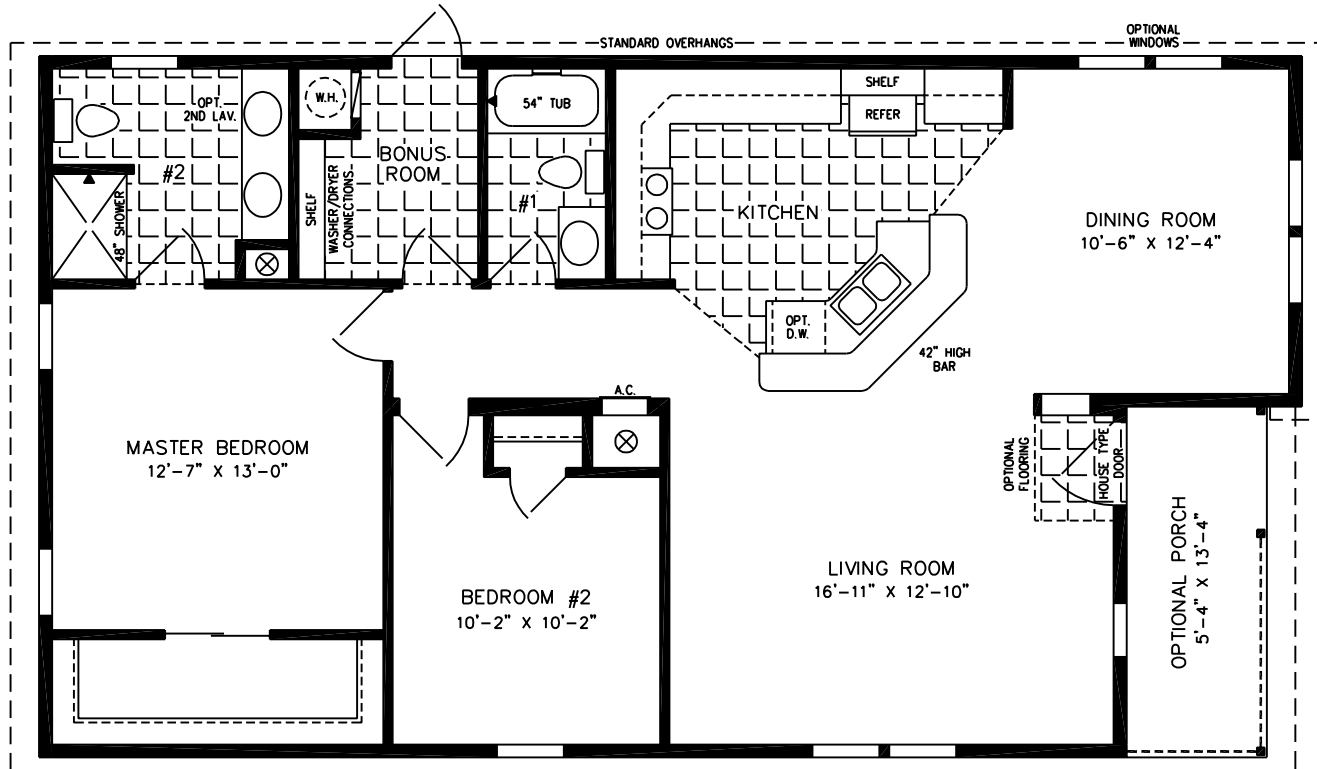 OPTIONAL
WINDOWS
STANDARD OVERHANGS
OPT.
2ND LAV.
#2
48" SHOWER
W.H.
BONUS
ROOM
SHELF
WASHER/DRYER
CONNECTIONS
54" TUB
#1
SHELF
REFER
KITCHEN
OPT.
D.W.
42" HIGH
BAR
DINING ROOM
10'-6" X 12'-4"
A.C.
MASTER BEDROOM
12'-7" X 13'-0"
BEDROOM #2
10'-2" X 10'-2"
LIVING ROOM
16'-11" X 12'-10"
OPTIONAL
FLOORING
HOUSE TYPE
DOOR
OPTIONAL PORCH
5'-4" X 13'-4"